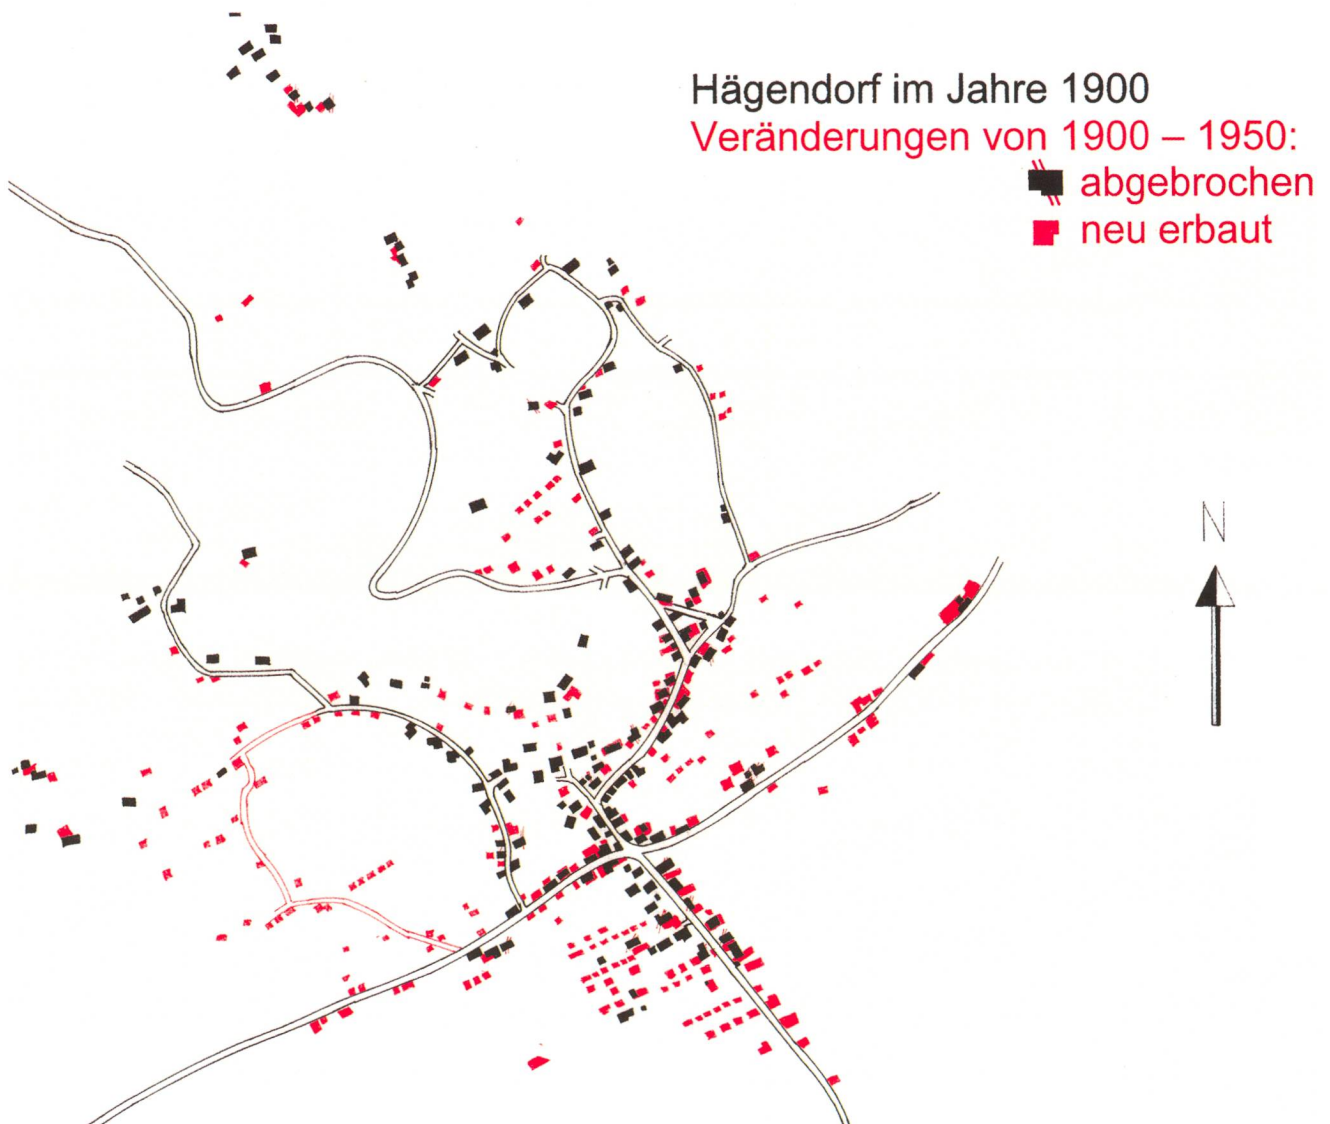 Hägendorf im Jahre 1900
Veränderungen von 1900 – 1950:
abgebrochen
neu erbaut
N